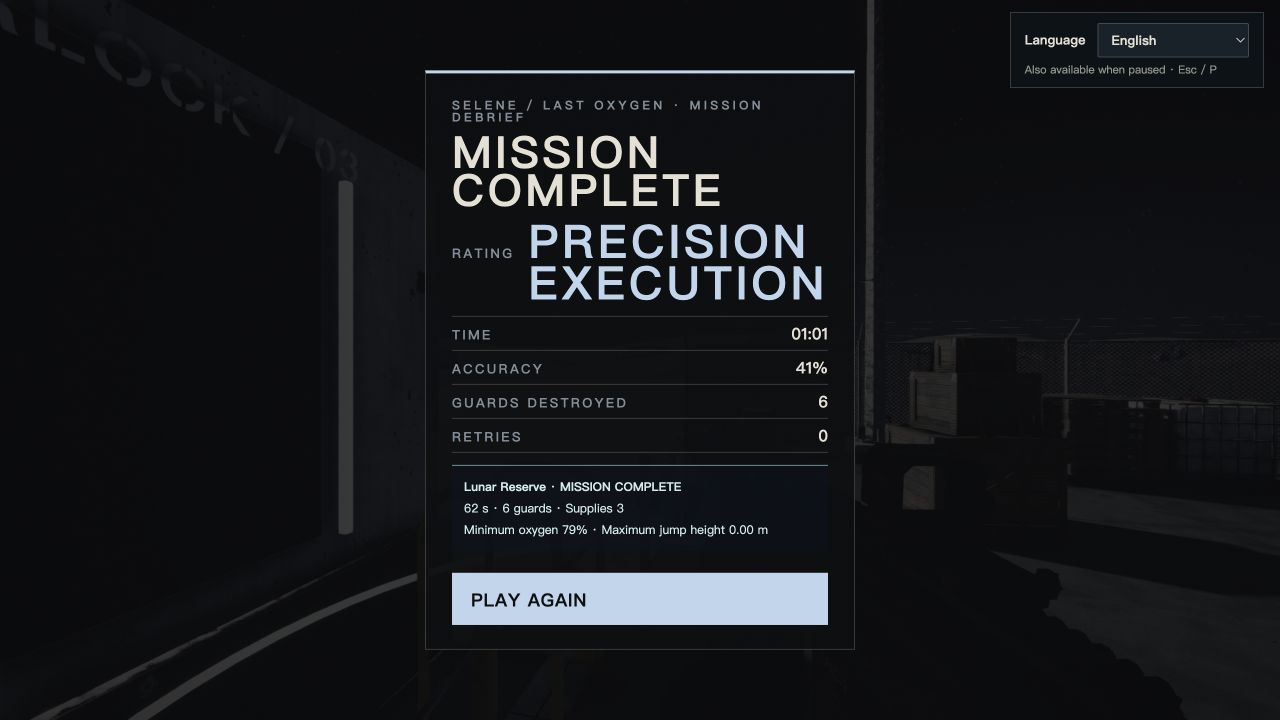 Language English
Also available when paused · Esc / P
SELENE / LAST OXYGEN · MISSION
DEBRIEF
MISSION
COMPLETE
RATING PRECISION
EXECUTION
TIME 01:01
ACCURACY 41%
GUARDS DESTROYED 6
RETRIES 0
Lunar Reserve · MISSION COMPLETE
62 s · 6 guards · Supplies 3
Minimum oxygen 79% · Maximum jump height 0.00 m
PLAY AGAIN
/ 03